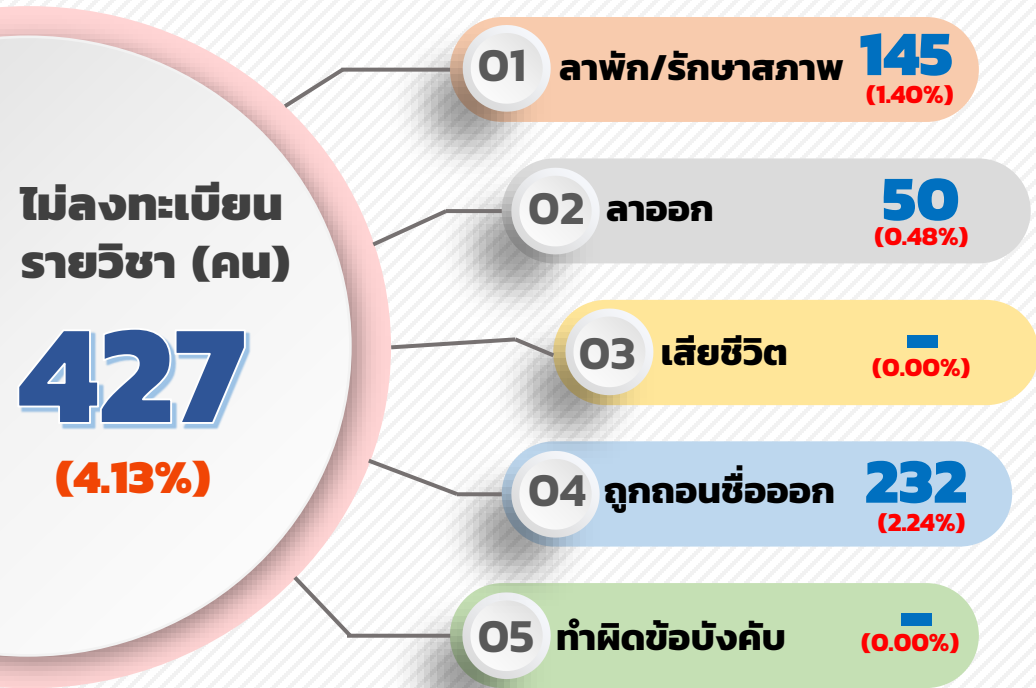 ไม่ลงทะเบียน
รายวิชา (คน)
427
(4.13%)
01 ลาพัก/รักษาสภาพ 145
(1.40%)
02 ลาออก 50
(0.48%)
03 เสียชีวิต -
(0.00%)
04 ถูกถอนชื่อออก 232
(2.24%)
05 ทำผิดข้อบังคับ -
(0.00%)